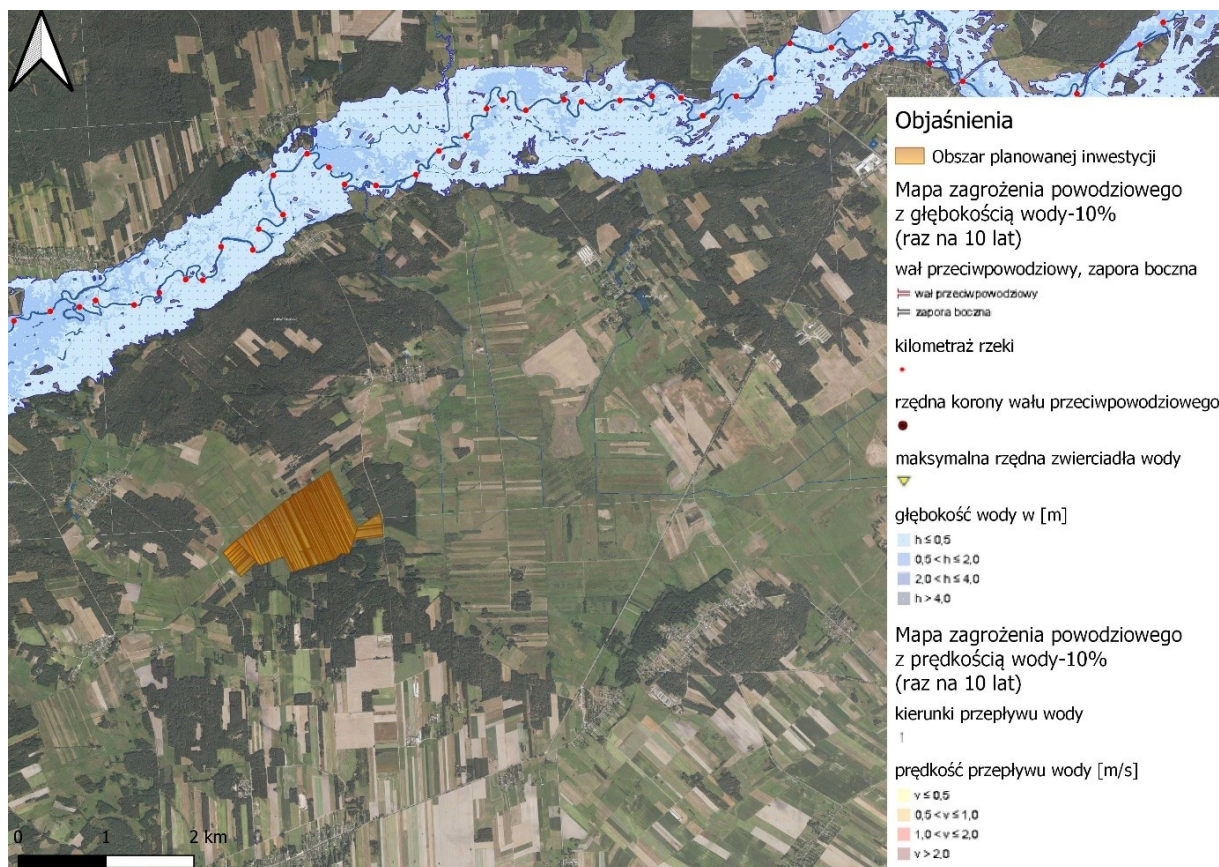 Objaśnienia
Obszar planowanej inwestycji
Mapa zagrożenia powodziowego
z głębokością wody-10%
(raz na 10 lat)
wał przeciwpowodziowy, zapora boczna
wał przeciwpowodziowy
zapora boczna
kilometraż rzeki
rzędna korony wału przeciwpowodziowego
maksymalna rzędna zwierciadła wody
głębokość wody w [m]
h ≤ 0,5
0,5 < h ≤ 2,0
2,0 < h ≤ 4,0
h > 4,0
Mapa zagrożenia powodziowego
z prędkością wody-10%
(raz na 10 lat)
kierunki przepływu wody
prędkość przepływu wody [m/s]
v ≤ 0,5
0,5 < v ≤ 1,0
1,0 < v ≤ 2,0
v > 2,0
0 1 2 km